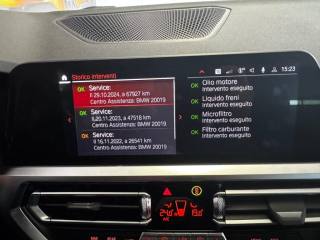 Storico interventi
15:23
OK Service:
Il 29.10.2024, a 67927 km
Centro Assistenza: BMW 20019
OK Service:
Il 20.11.2023, a 47518 km
Centro Assistenza: BMW 20019
OK Service:
Il 16.11.2022, a 26541 km
Centro Assistenza: BMW 20019
OK Olio motore
Intervento eseguito
OK Liquido freni
Intervento eseguito
OK Microfiltro
Intervento eseguito
OK Filtro carburante
Intervento eseguito